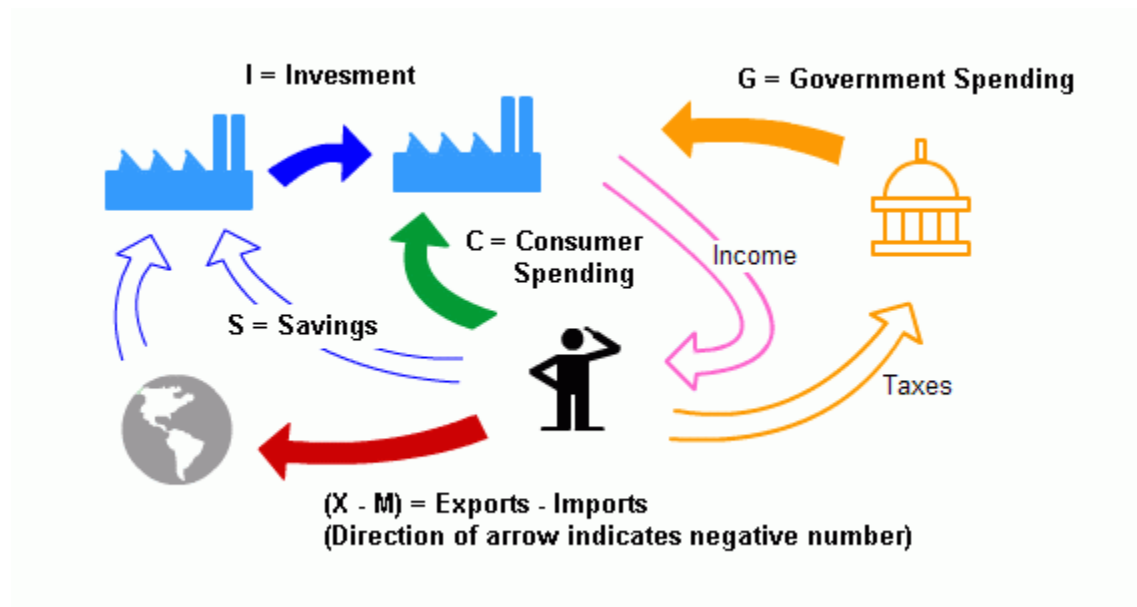 I = Invesment
G = Government Spending
C = Consumer
Spending
Income
S = Savings
Taxes
(X - M) = Exports - Imports
(Direction of arrow indicates negative number)